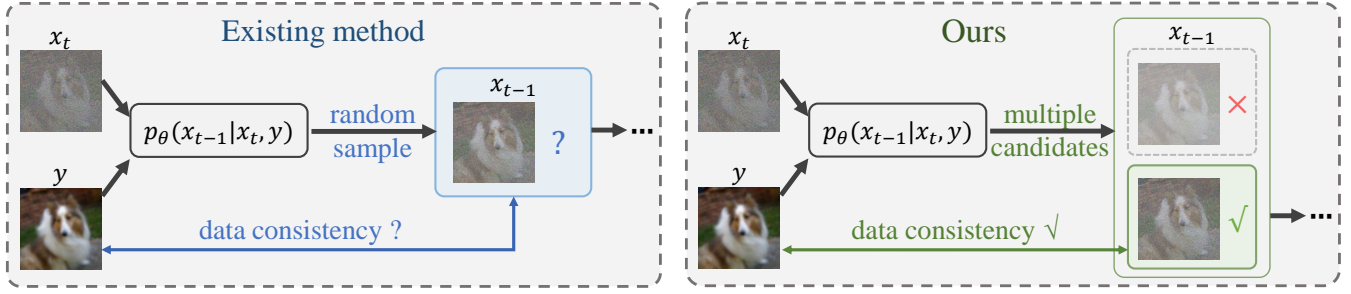 Existing method
x_t
x_{t-1}
p_θ(x_{t-1}|x_t, y)
random
sample
?
...
y
data consistency ?
Ours
x_t
x_{t-1}
p_θ(x_{t-1}|x_t, y)
multiple
candidates
×
y
√
...
data consistency √